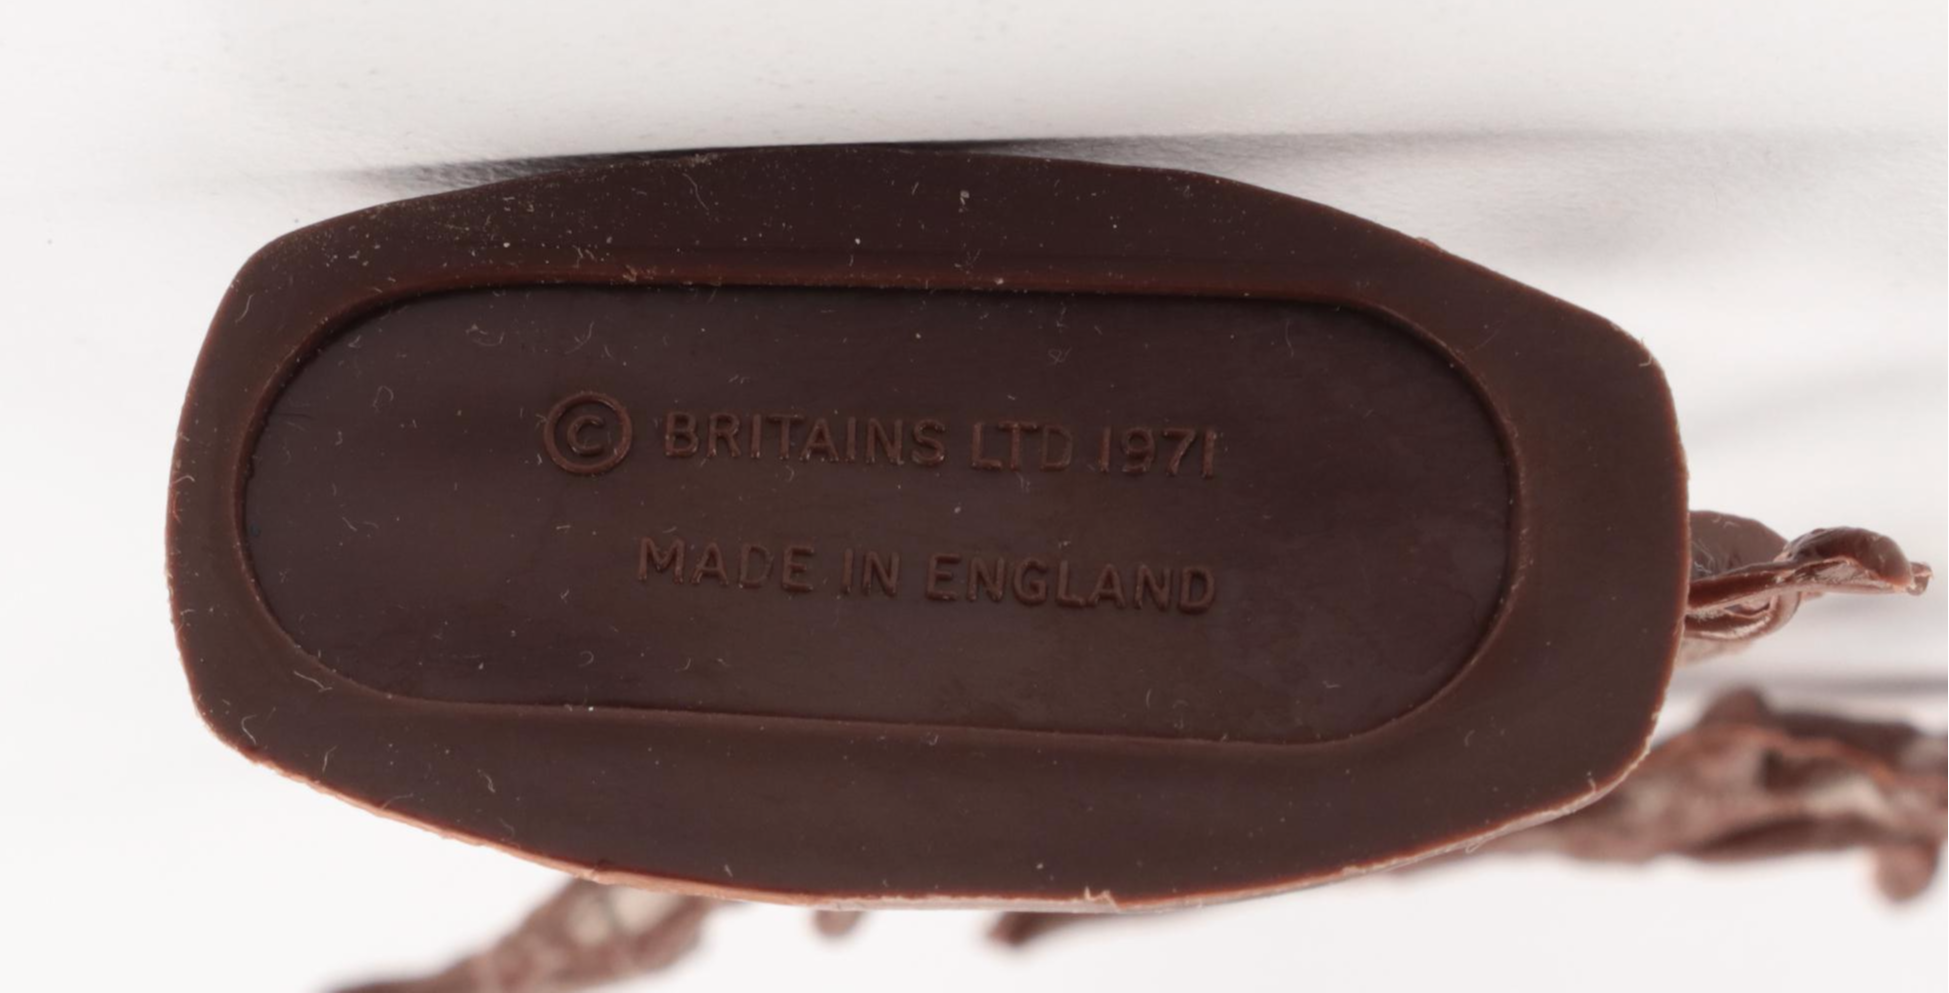 © BRITAINS LTD 1971
MADE IN ENGLAND